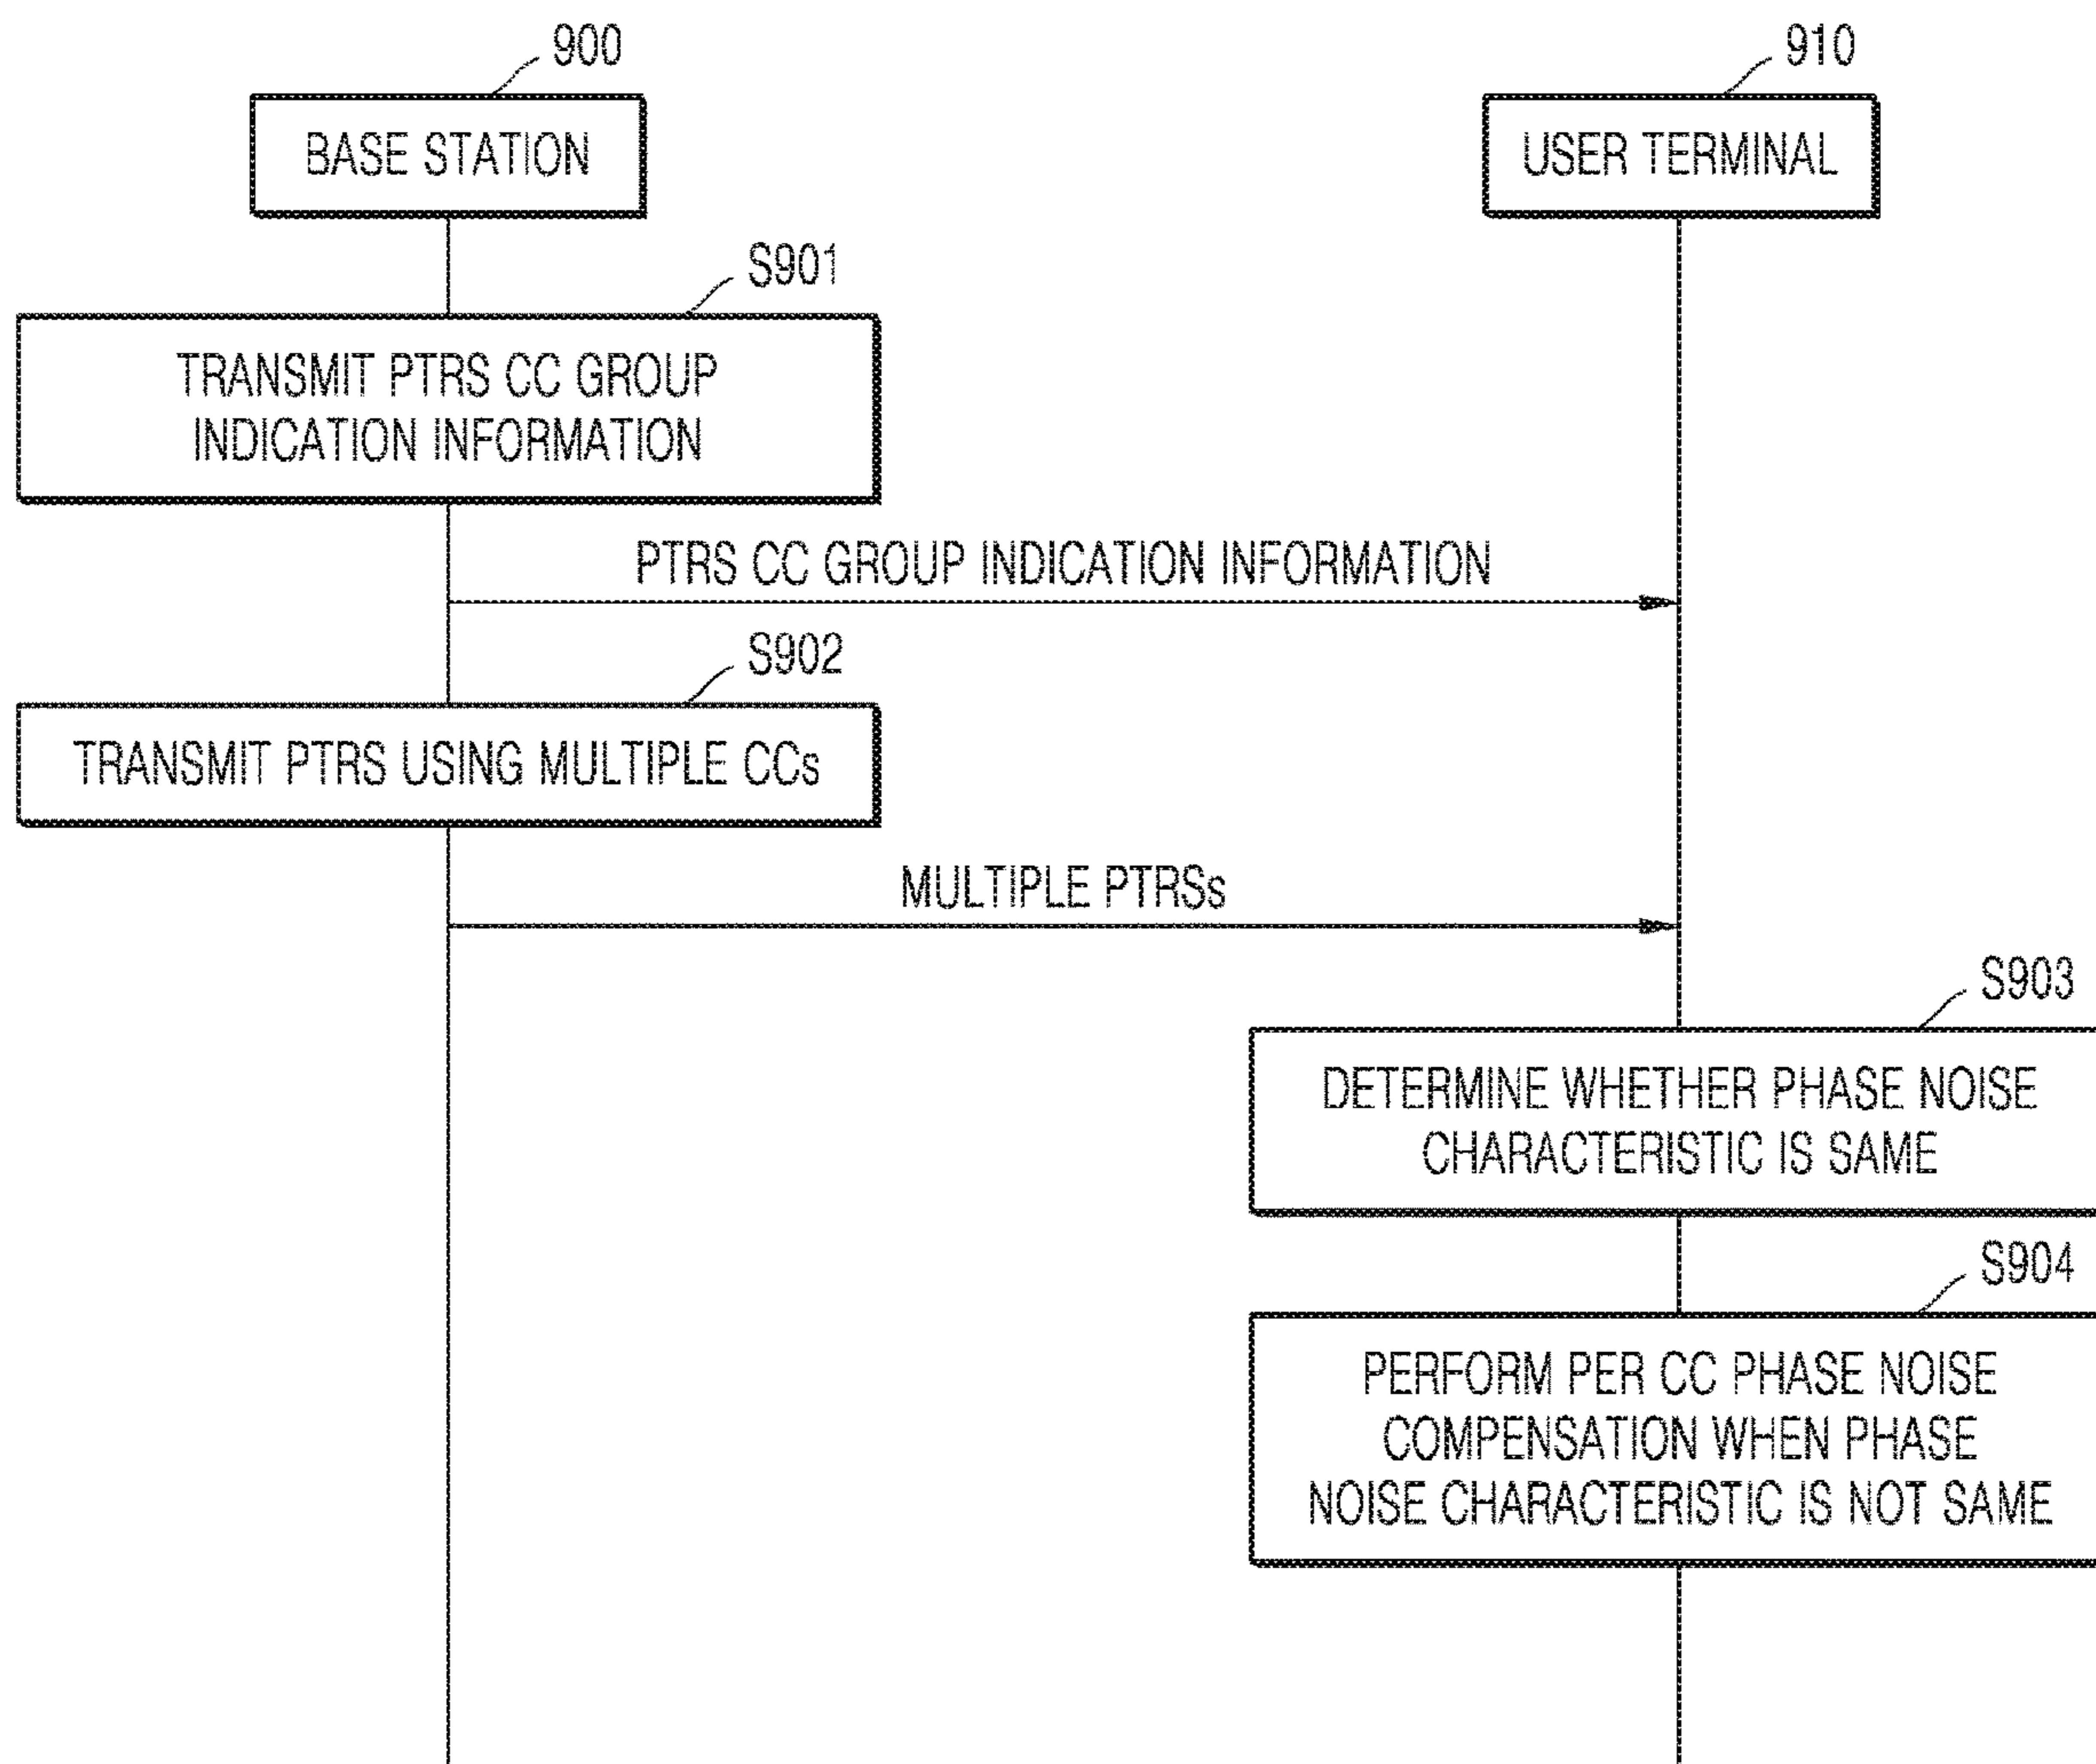 900
910
BASE STATION
USER TERMINAL
S901
TRANSMIT PTRS CC GROUP
INDICATION INFORMATION
PTRS CC GROUP INDICATION INFORMATION
S902
TRANSMIT PTRS USING MULTIPLE CCs
MULTIPLE PTRSs
S903
DETERMINE WHETHER PHASE NOISE
CHARACTERISTIC IS SAME
S904
PERFORM PER CC PHASE NOISE
COMPENSATION WHEN PHASE
NOISE CHARACTERISTIC IS NOT SAME